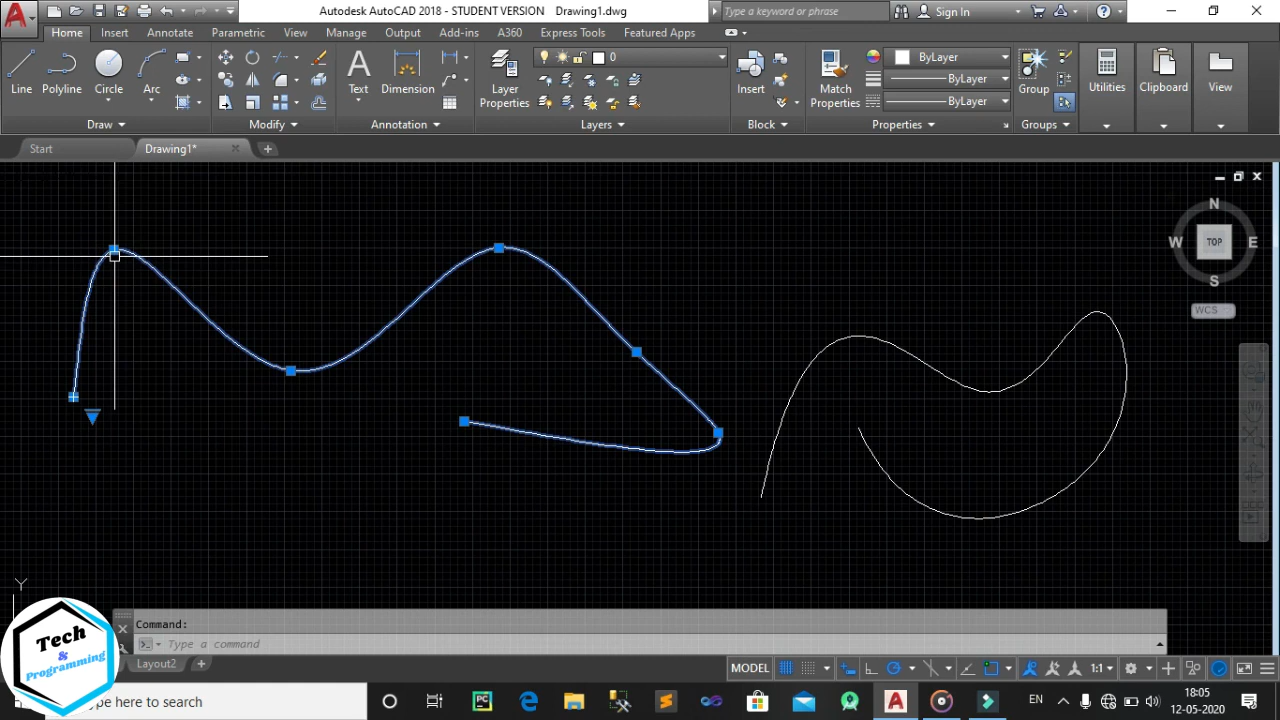 Autodesk AutoCAD 2018 - STUDENT VERSION Drawing1.dwg
Type a keyword or phrase
Sign In
Home Insert Annotate Parametric View Manage Output Add-ins A360 Express Tools Featured Apps
Line Polyline Circle Arc
Text Dimension
Layer Properties
0
Insert
Match Properties
ByLayer
ByLayer
ByLayer
Group
Utilities
Clipboard
View
Draw Modify Annotation Layers Block Properties Groups
Start Drawing1*
N
W TOP E
S
WCS
Y
Command:
Type a command
Layout2
MODEL
1:1
Tech
&
Programming
pe here to search
EN
18:05
12-05-2020